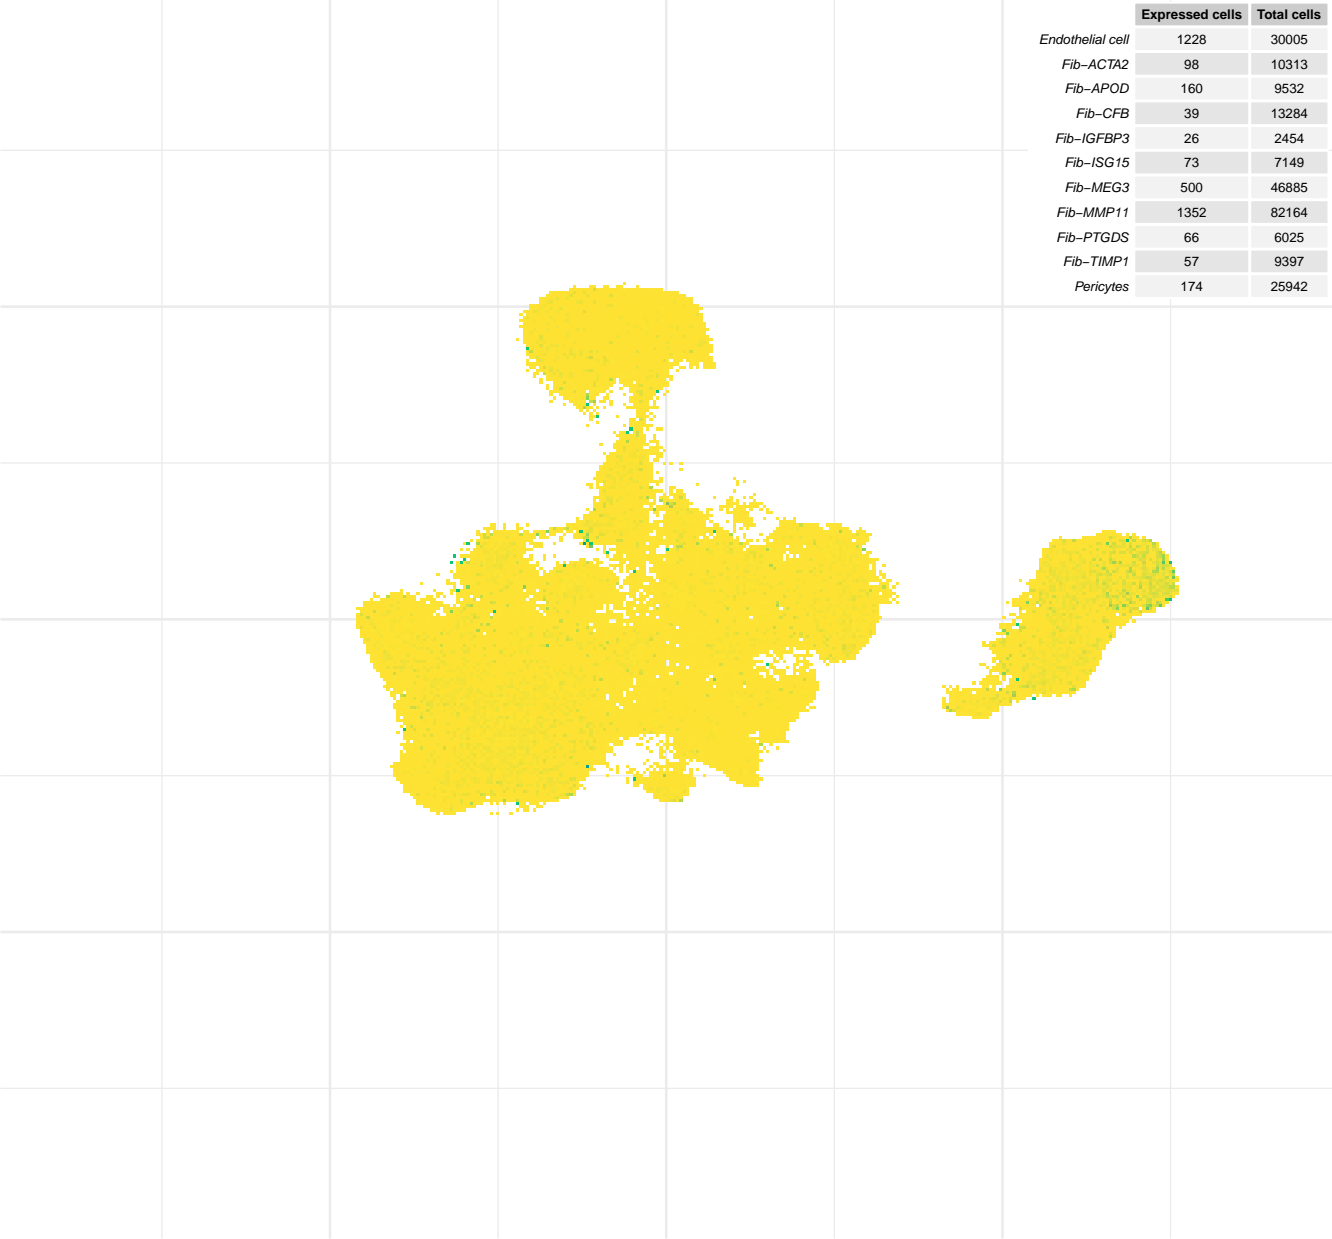 Expressed cells Total cells
Endothelial cell 1228 30005
Fib−ACTA2 98 10313
Fib−APOD 160 9532
Fib−CFB 39 13284
Fib−IGFBP3 26 2454
Fib−ISG15 73 7149
Fib−MEG3 500 46885
Fib−MMP11 1352 82164
Fib−PTGDS 66 6025
Fib−TIMP1 57 9397
Pericytes 174 25942